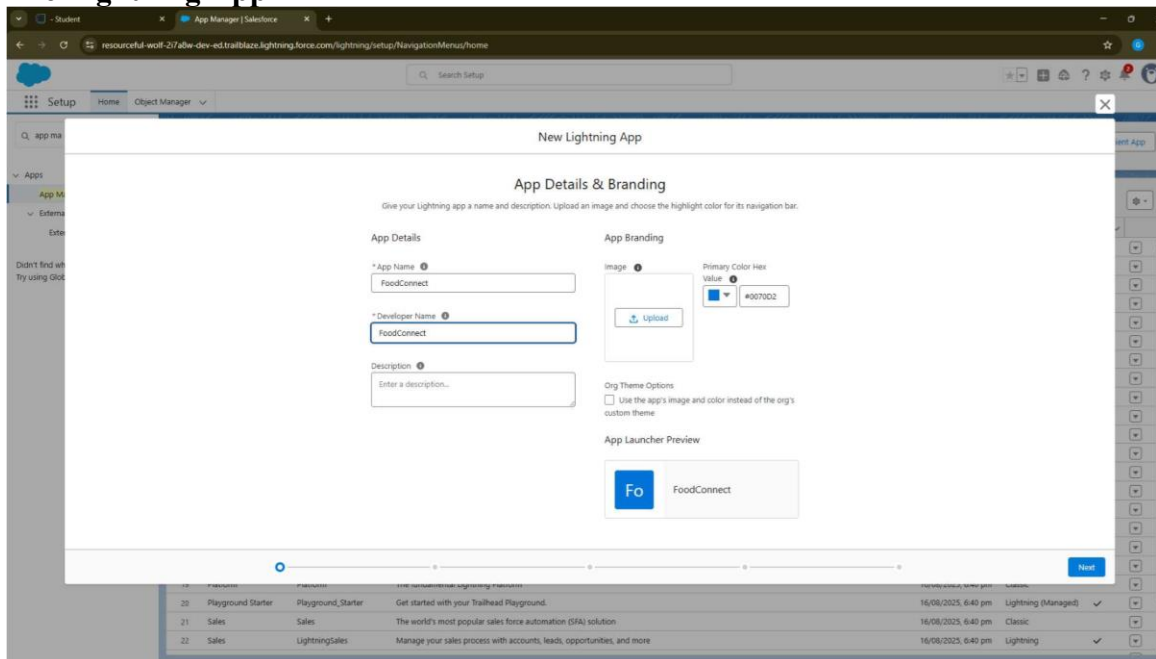 - Student
App Manager | Salesforce
resourceful-wolf-2i7a8w-dev-ed.trailblaze.lightning.force.com/lightning/setup/NavigationMenus/home
Search Setup
Setup Home Object Manager
app ma
New Lightning App
Apps
App Details & Branding
Give your Lightning app a name and description. Upload an image and choose the highlight color for its navigation bar.
App Details
App Branding
*App Name
FoodConnect
*Developer Name
FoodConnect
Description
Enter a description...
Image
Upload
Primary Color Hex
Value
#0070D2
Org Theme Options
Use the app's image and color instead of the org's
custom theme
App Launcher Preview
Fo FoodConnect
Didn't find wh
Try using Glob
Next
20 Playground Starter Playground_Starter Get started with your Trailhead Playground. 16/08/2025, 6:40 pm Lightning (Managed)
21 Sales Sales The world's most popular sales force automation (SFA) solution 16/08/2025, 6:40 pm Classic
22 Sales LightningSales Manage your sales process with accounts, leads, opportunities, and more 16/08/2025, 6:40 pm Lightning